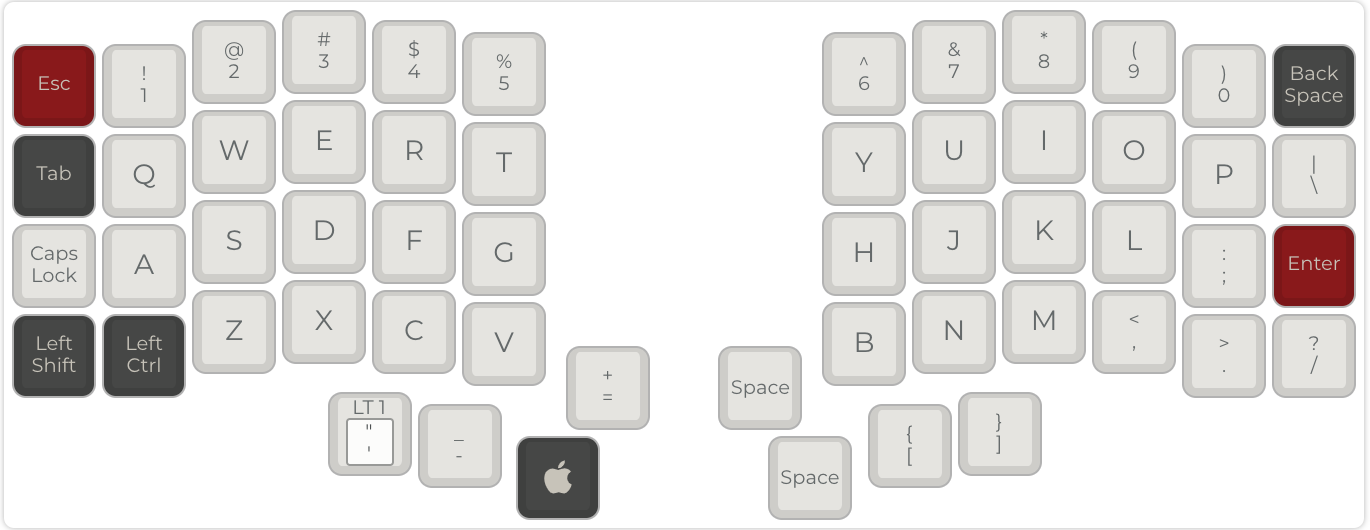 Esc
!
1
@
2
#
3
$
4
%
5
^
6
&
7
*
8
(
9
)
0
Back
Space
Tab
Q
W
E
R
T
Y
U
I
O
P
|
\
Caps
Lock
A
S
D
F
G
H
J
K
L
:
;
Enter
Left
Shift
Left
Ctrl
Z
X
C
V
B
N
M
<
,
>
.
?
/
LT 1
"
'
_
-
+
=
Space
Space
{
[
}
]